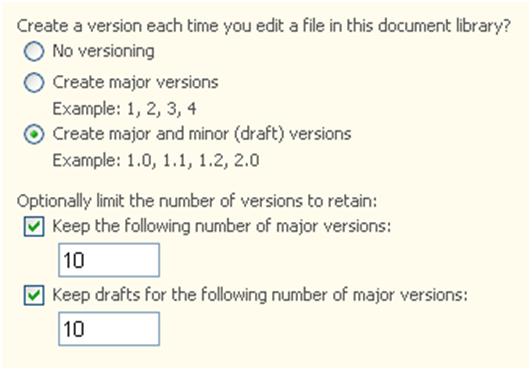 Create a version each time you edit a file in this document library?
No versioning
Create major versions
Example: 1, 2, 3, 4
Create major and minor (draft) versions
Example: 1.0, 1.1, 1.2, 2.0
Optionally limit the number of versions to retain:
Keep the following number of major versions:
10
Keep drafts for the following number of major versions:
10